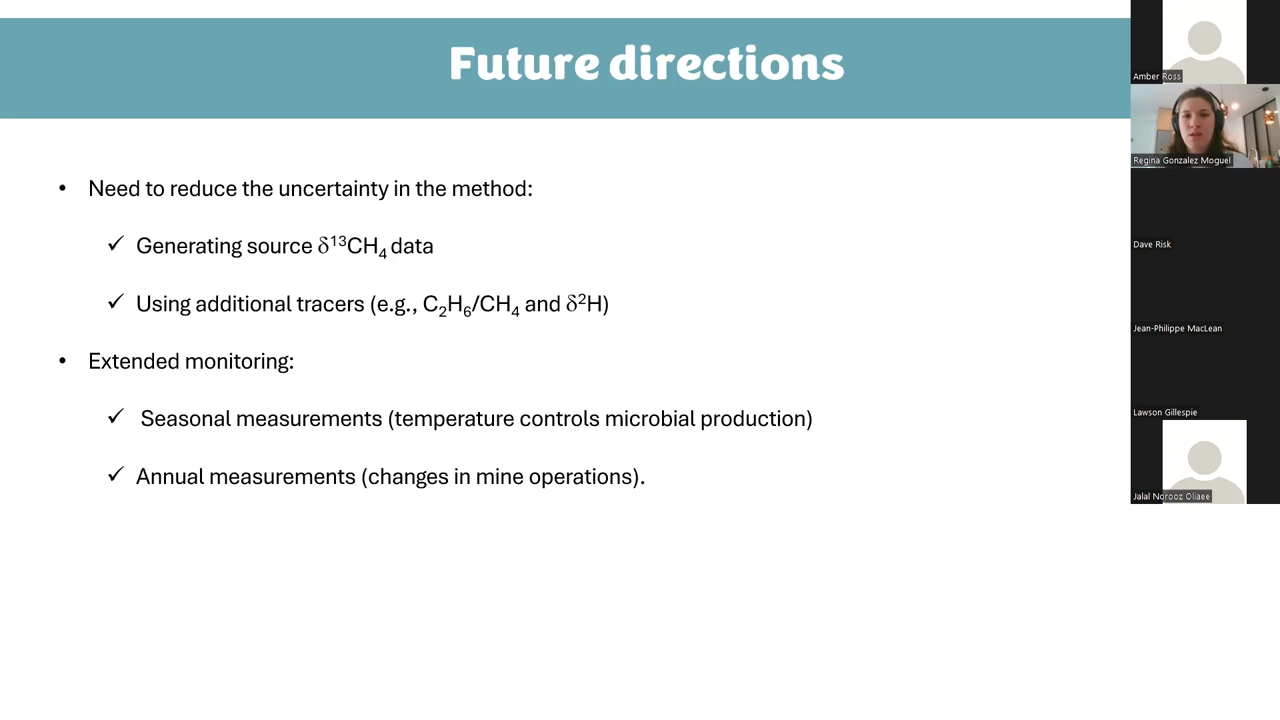 Future directions
• Need to reduce the uncertainty in the method:
✓ Generating source δ¹³CH₄ data
✓ Using additional tracers (e.g., C₂H₆/CH₄ and δ²H)
• Extended monitoring:
✓ Seasonal measurements (temperature controls microbial production)
✓ Annual measurements (changes in mine operations).
Amber Ross
Regina Gonzalez Moguel
Dave Risk
Jean-Philippe MacLean
Lawson Gillespie
Jalal Norooz Oliaee